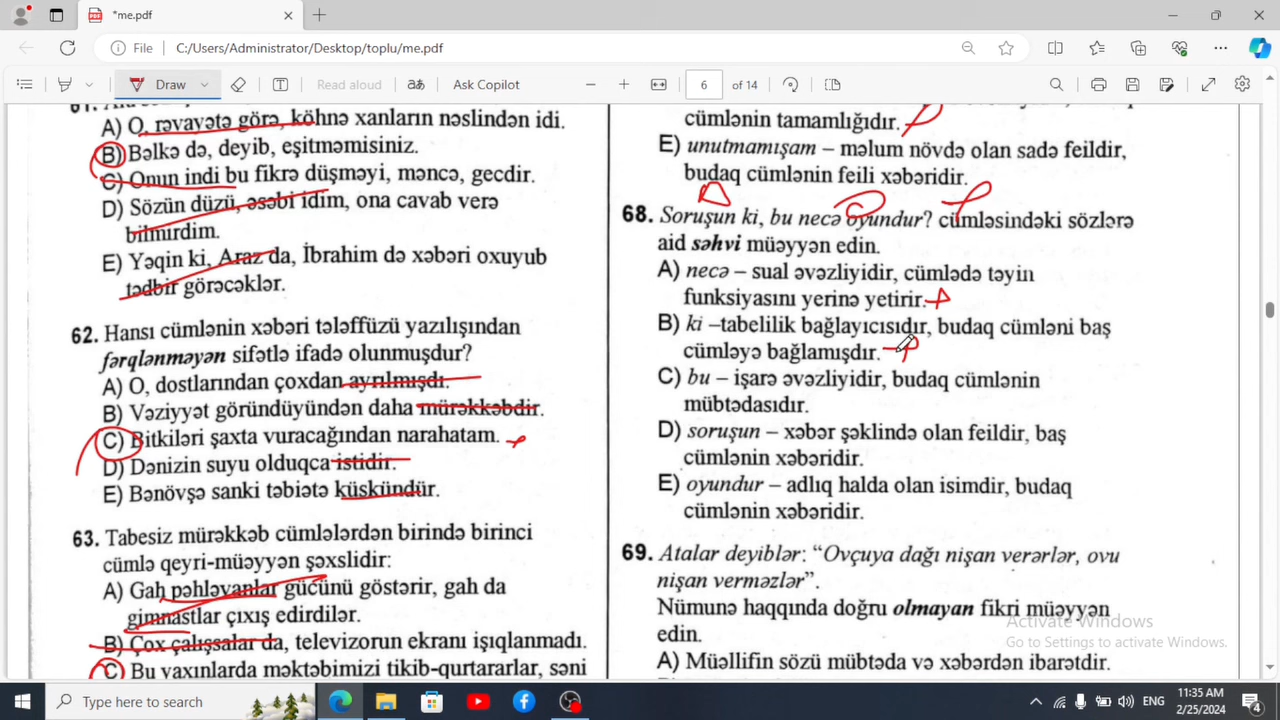 *me.pdf
File
C:/Users/Administrator/Desktop/toplu/me.pdf
Draw
Read aloud
Ask Copilot
6
of 14
A) O, rəvayətə görə, köhnə xanların nəslindən idi.
B) Bəlkə də, deyib, eşitməmisiniz.
C) Onun indi bu fikrə düşməyi, məncə, gecdir.
D) Sözün düzü, əsəbi idim, ona cavab verə
bilmirdim.
E) Yəqin ki, Araz da, İbrahim də xəbəri oxuyub
tədbir görəcəklər.
62. Hansı cümlənin xəbəri tələffüzü yazılışından
fərqlənməyən sifətlə ifadə olunmuşdur?
A) O, dostlarından çoxdan ayrılmışdı.
B) Vəziyyət göründüyündən daha mürəkkəbdir.
C) Bitkiləri şaxta vuracağından narahatam.
D) Dənizin suyu olduqca istidir.
E) Bənövşə sanki təbiətə küskündür.
63. Tabesiz mürəkkəb cümlələrdən birində birinci
cümlə qeyri-müəyyən şəxslidir:
A) Gah pəhləvanlar gücünü göstərir, gah da
gimnastlar çıxış edirdilər.
B) Çox çalışsalar da, televizorun ekranı işıqlanmadı.
C) Bu yaxınlarda məktəbimizi tikib-qurtararlar, səni
cümlənin tamamlığıdır.
E) unutmamışam – məlum növdə olan sadə feildir,
budaq cümlənin feili xəbəridir.
68. Soruşun ki, bu necə oyundur? cümləsindəki sözlərə
aid səhvi müəyyən edin.
A) necə – sual əvəzliyidir, cümlədə təyin
funksiyasını yerinə yetirir.
B) ki –tabelilik bağlayıcısıdır, budaq cümləni baş
cümləyə bağlamışdır.
C) bu – işarə əvəzliyidir, budaq cümlənin
mübtədasıdır.
D) soruşun – xəbər şəklində olan feildir, baş
cümlənin xəbəridir.
E) oyundur – adlıq halda olan isimdir, budaq
cümlənin xəbəridir.
69. Atalar deyiblər: “Ovçuya dağı nişan verərlər, ovu
nişan verməzlər”.
Nümunə haqqında doğru olmayan fikri müəyyən
edin.
A) Müəllifin sözü mübtəda və xəbərdən ibarətdir.
Activate Windows
Go to Settings to activate Windows.
Type here to search
ENG
11:35 AM
2/25/2024
4